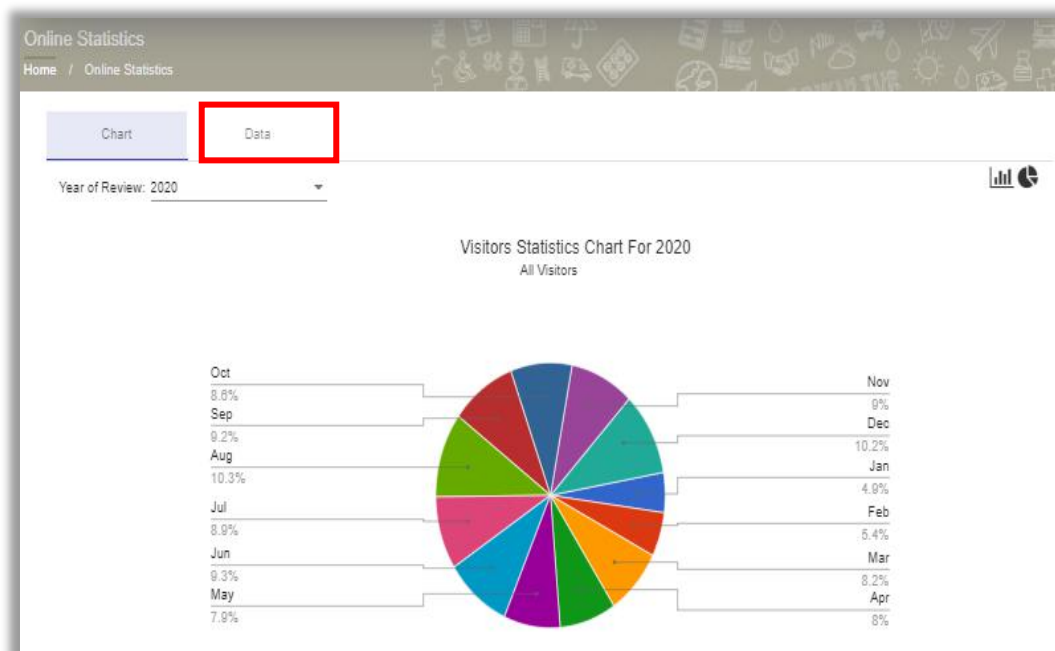 Online Statistics
Home / Online Statistics
Chart
Data
Year of Review: 2020
Visitors Statistics Chart For 2020
All Visitors
Oct
8.6%
Sep
9.2%
Aug
10.3%
Jul
8.9%
Jun
9.3%
May
7.9%
Nov
9%
Dec
10.2%
Jan
4.9%
Feb
5.4%
Mar
8.2%
Apr
8%